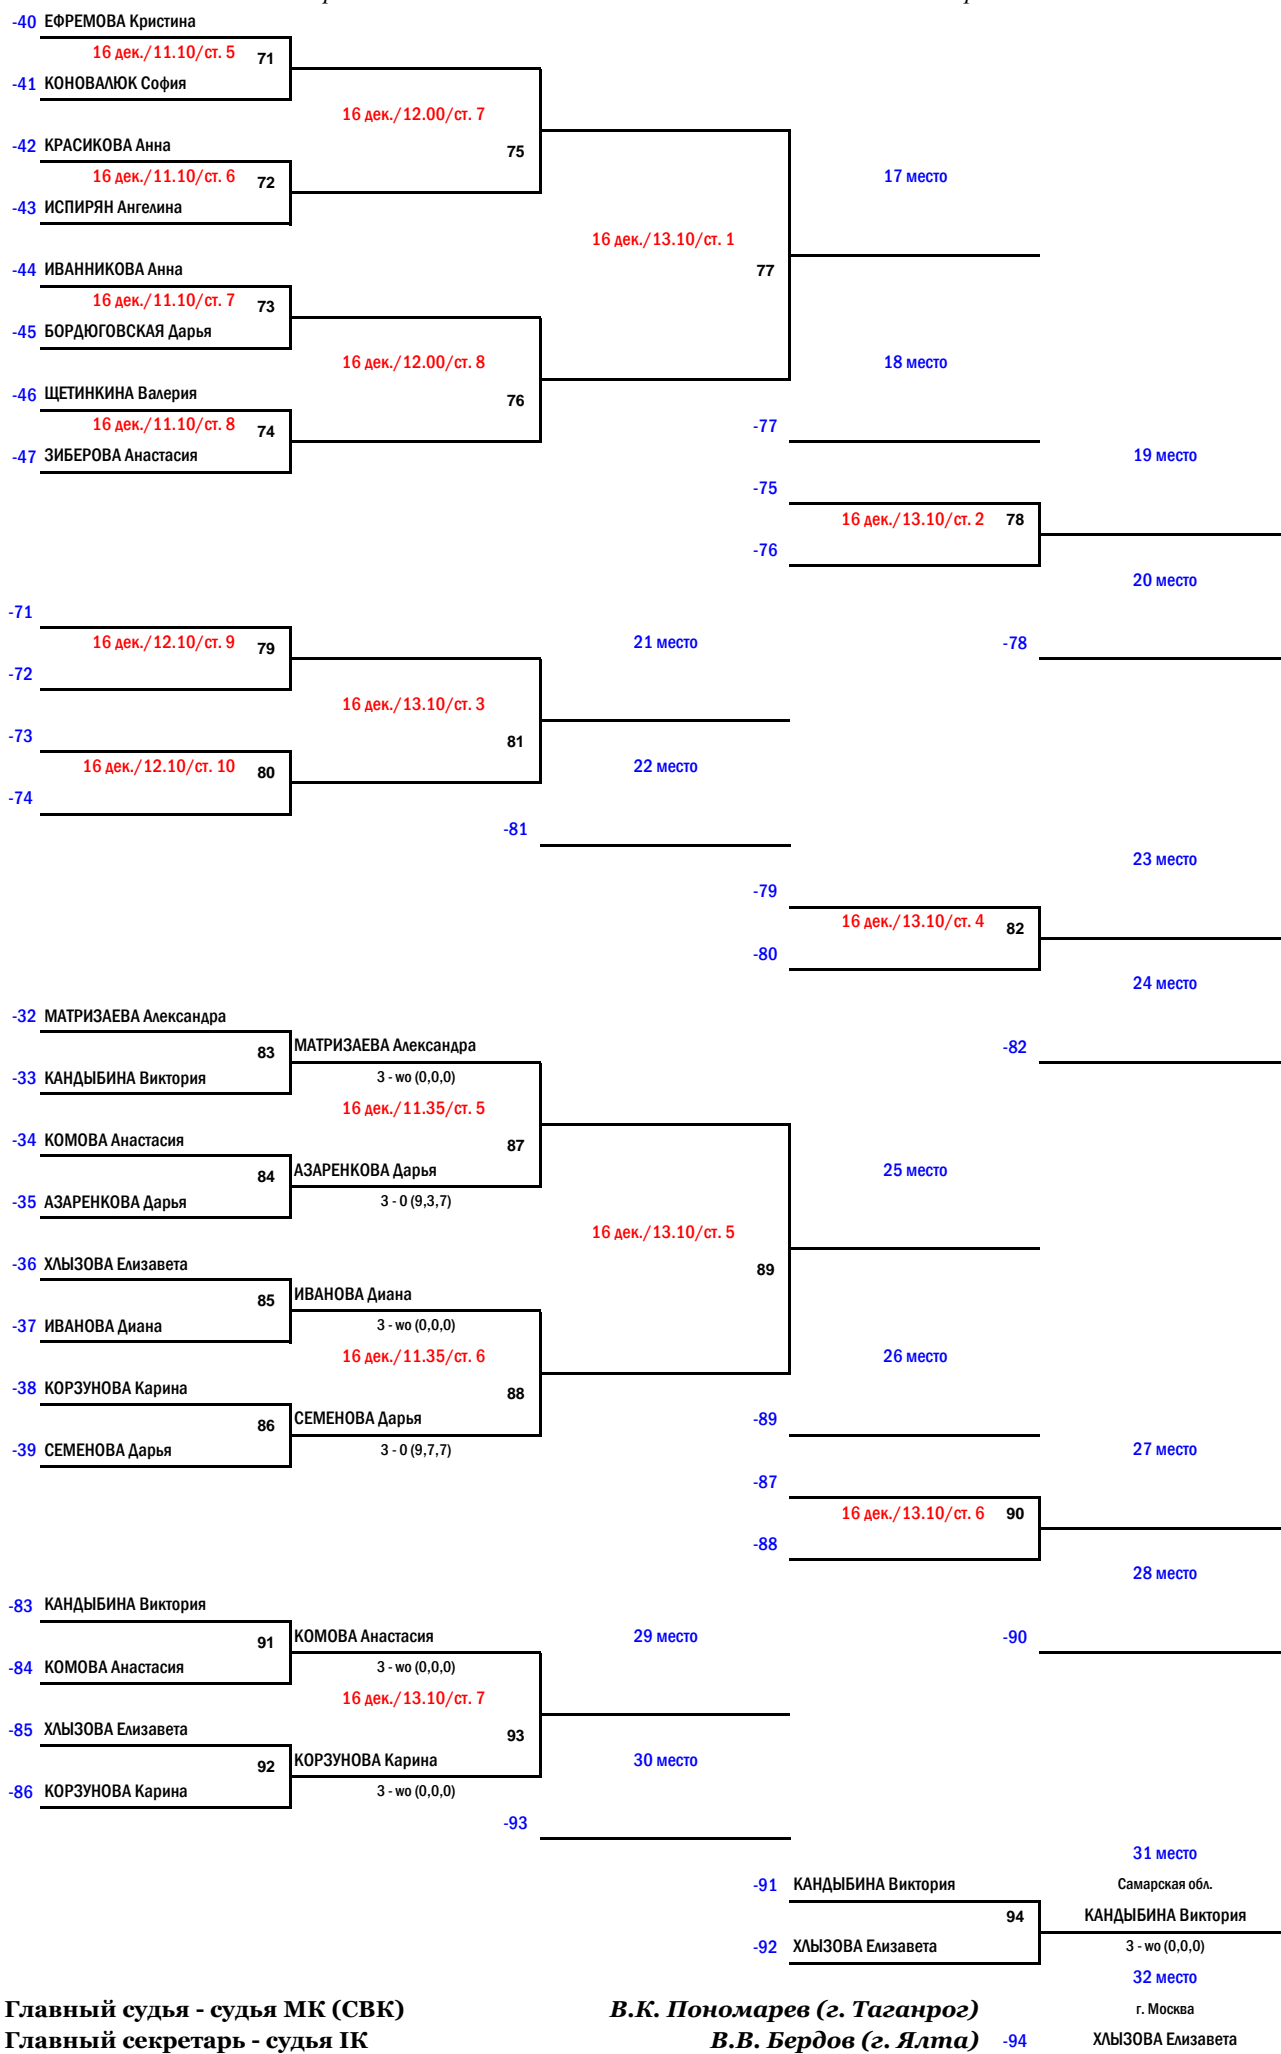 -40 ЕФРЕМОВА Кристина
16 дек./11.10/ст. 5 71
-41 КОНОВАЛЮК София
16 дек./12.00/ст. 7
75
-42 КРАСИКОВА Анна
16 дек./11.10/ст. 6 72
-43 ИСПИРЯН Ангелина
17 место
16 дек./13.10/ст. 1
77
-44 ИВАННИКОВА Анна
16 дек./11.10/ст. 7 73
-45 БОРДЮГОВСКАЯ Дарья
16 дек./12.00/ст. 8
76
18 место
-46 ЩЕТИНКИНА Валерия
16 дек./11.10/ст. 8 74
-47 ЗИБЕРОВА Анастасия
-77
19 место
-75
16 дек./13.10/ст. 2 78
-76
20 место
-71
16 дек./12.10/ст. 9 79
-72
21 место
-78
16 дек./13.10/ст. 3
81
-73
16 дек./12.10/ст. 10 80
-74
22 место
-81
23 место
-79
16 дек./13.10/ст. 4 82
-80
24 место
-32 МАТРИЗАЕВА Александра
83 МАТРИЗАЕВА Александра
-82
-33 КАНДЫБИНА Виктория
3 - wo (0,0,0)
16 дек./11.35/ст. 5
87
-34 КОМОВА Анастасия
84 АЗАРЕНКОВА Дарья
25 место
-35 АЗАРЕНКОВА Дарья
3 - 0 (9,3,7)
16 дек./13.10/ст. 5
89
-36 ХЛЫЗОВА Елизавета
85 ИВАНОВА Диана
-37 ИВАНОВА Диана
3 - wo (0,0,0)
16 дек./11.35/ст. 6
88
26 место
-38 КОРЗУНОВА Карина
86 СЕМЕНОВА Дарья
-89
-39 СЕМЕНОВА Дарья
3 - 0 (9,7,7)
27 место
-87
16 дек./13.10/ст. 6 90
-88
28 место
-83 КАНДЫБИНА Виктория
91 КОМОВА Анастасия
29 место
-90
-84 КОМОВА Анастасия
3 - wo (0,0,0)
16 дек./13.10/ст. 7
93
-85 ХЛЫЗОВА Елизавета
92 КОРЗУНОВА Карина
30 место
-86 КОРЗУНОВА Карина
3 - wo (0,0,0)
-93
31 место
-91 КАНДЫБИНА Виктория
Самарская обл.
94 КАНДЫБИНА Виктория
-92 ХЛЫЗОВА Елизавета
3 - wo (0,0,0)
32 место
Главный судья - судья МК (СВК) В.К. Пономарев (г. Таганрог) г. Москва
Главный секретарь - судья IК В.В. Бердов (г. Ялта) -94 ХЛЫЗОВА Елизавета